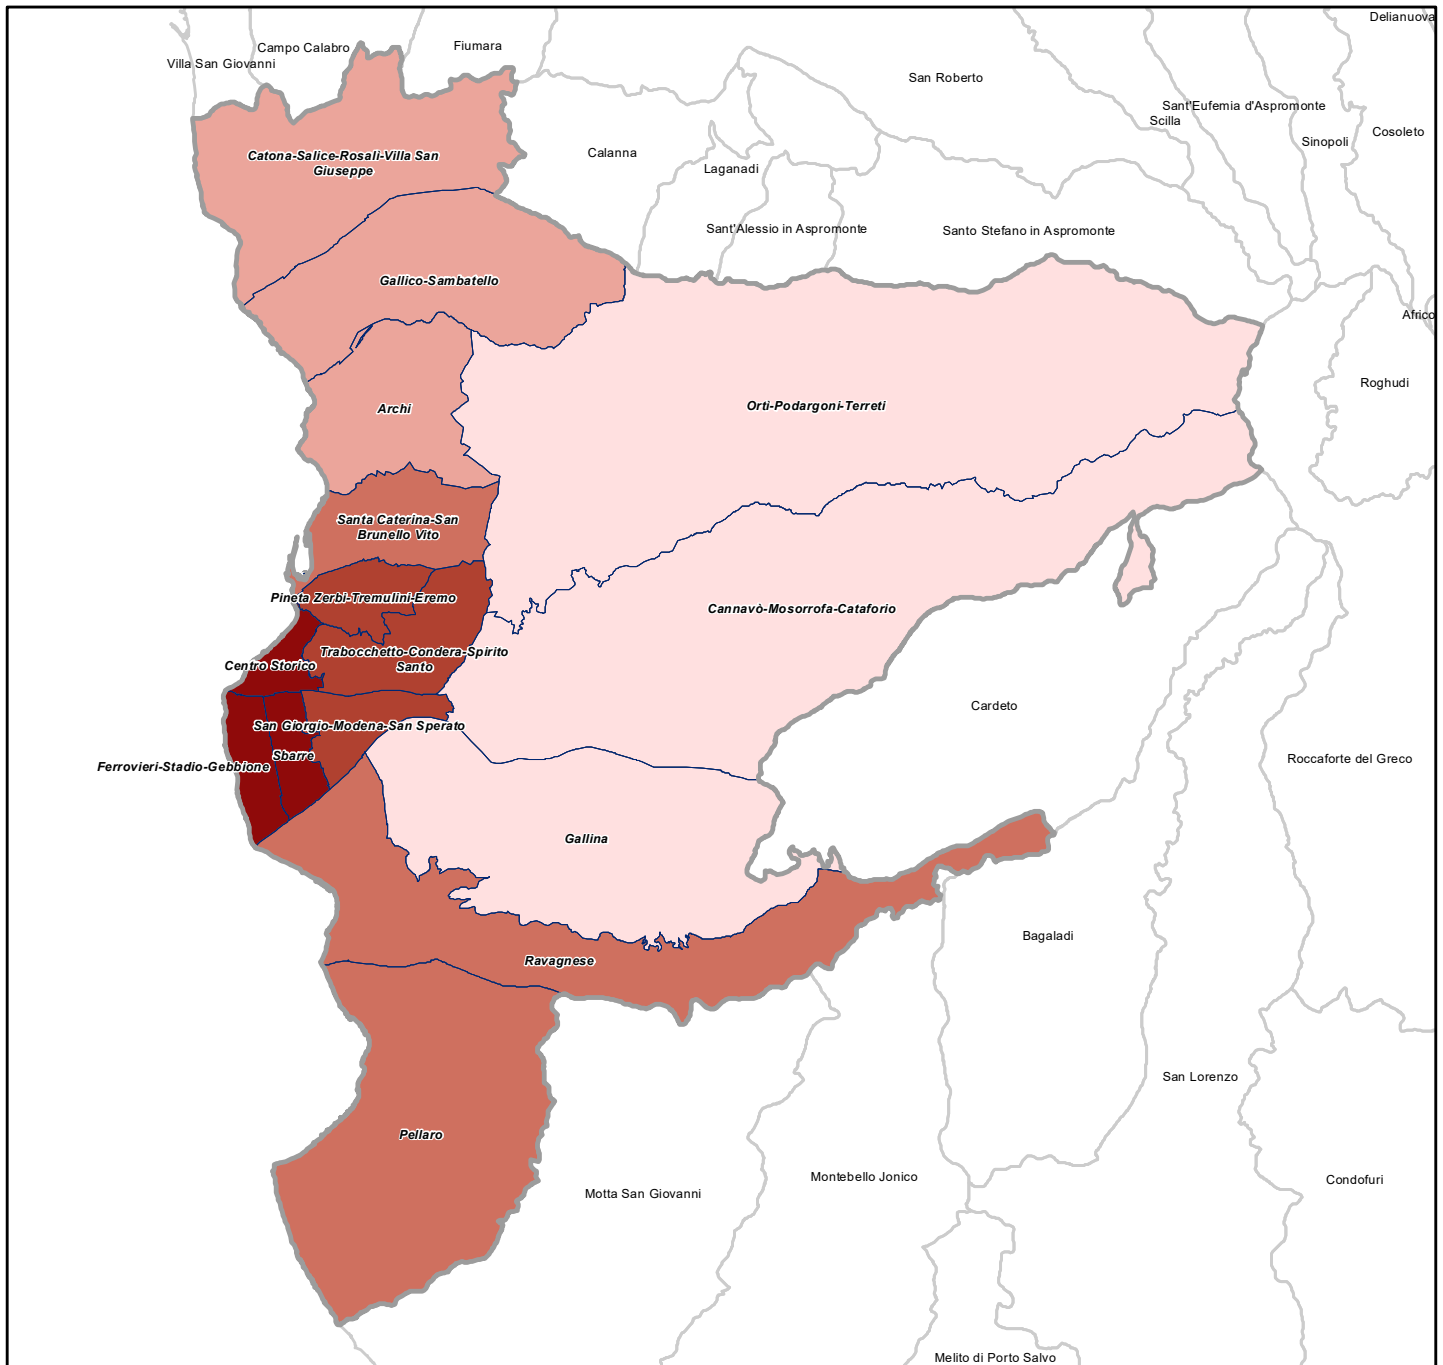 Delianuova
Campo Calabro
Fiumara
Villa San Giovanni
San Roberto
Sant'Eufemia d'Aspromonte
Scilla
Cosoleto
Sinopoli
Calanna
Catona-Salice-Rosali-Villa San
Giuseppe
Laganadi
Sant'Alessio in Aspromonte
Santo Stefano in Aspromonte
Gallico-Sambatello
Africo
Roghudi
Archi
Orti-Podargoni-Terreti
Santa Caterina-San
Brunello Vito
Pineta Zerbi-Tremulini-Eremo
Cannavò-Mosorrofa-Cataforio
Trabocchetto-Condera-Spirito
Santo
Centro Storico
Cardeto
San Giorgio-Modena-San Sperato
Sbarre
Ferrovieri-Stadio-Gebbione
Roccaforte del Greco
Gallina
Bagaladi
Ravagnese
San Lorenzo
Pellaro
Montebello Jonico
Condofuri
Motta San Giovanni
Melito di Porto Salvo